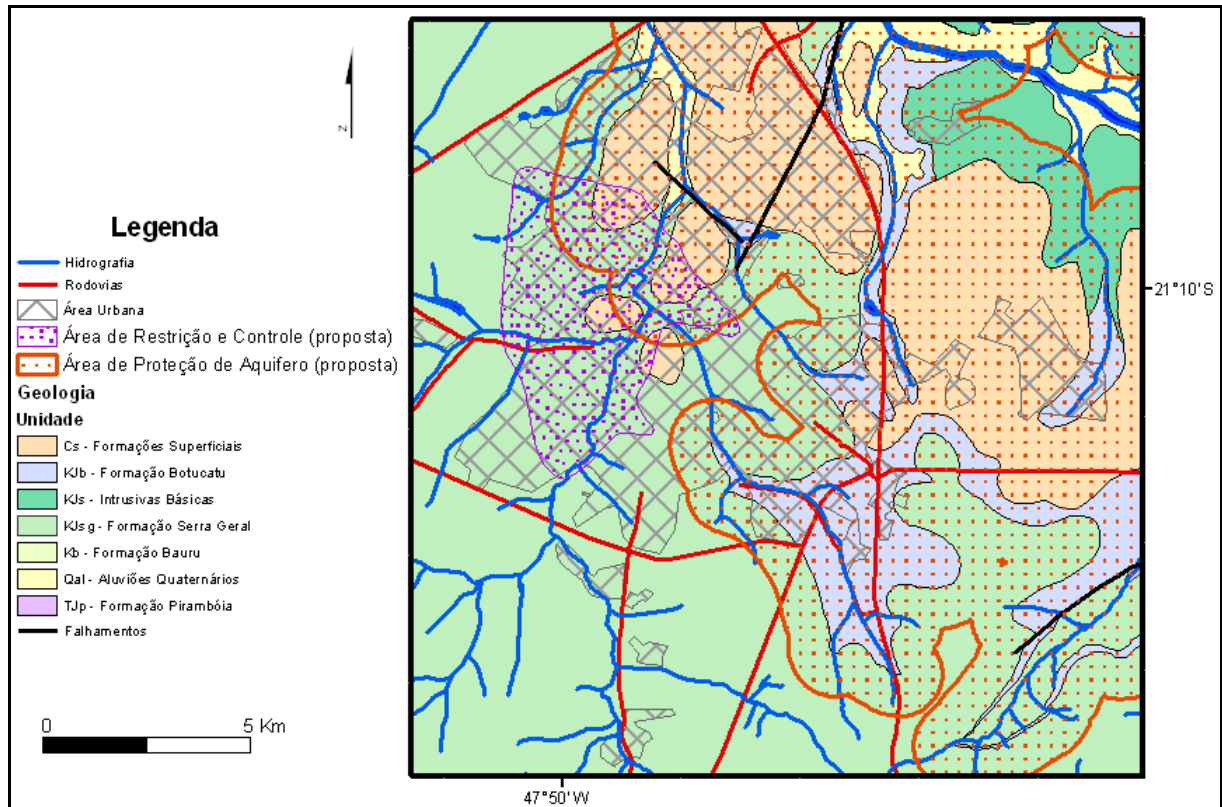 N
Legenda
Hidrografia
Rodovias
Área Urbana
Área de Restrição e Controle (proposta)
Área de Proteção de Aquifero (proposta)
Geologia
Unidade
Cs - Formações Superficiais
KJb - Formação Botucatu
KJs - Intrusivas Básicas
KJsg - Formação Serra Geral
Kb - Formação Bauru
Qal - Aluviões Quaternários
TJp - Formação Pirambóia
Falhamentos
0 5 Km
21°10'S
47°50'W